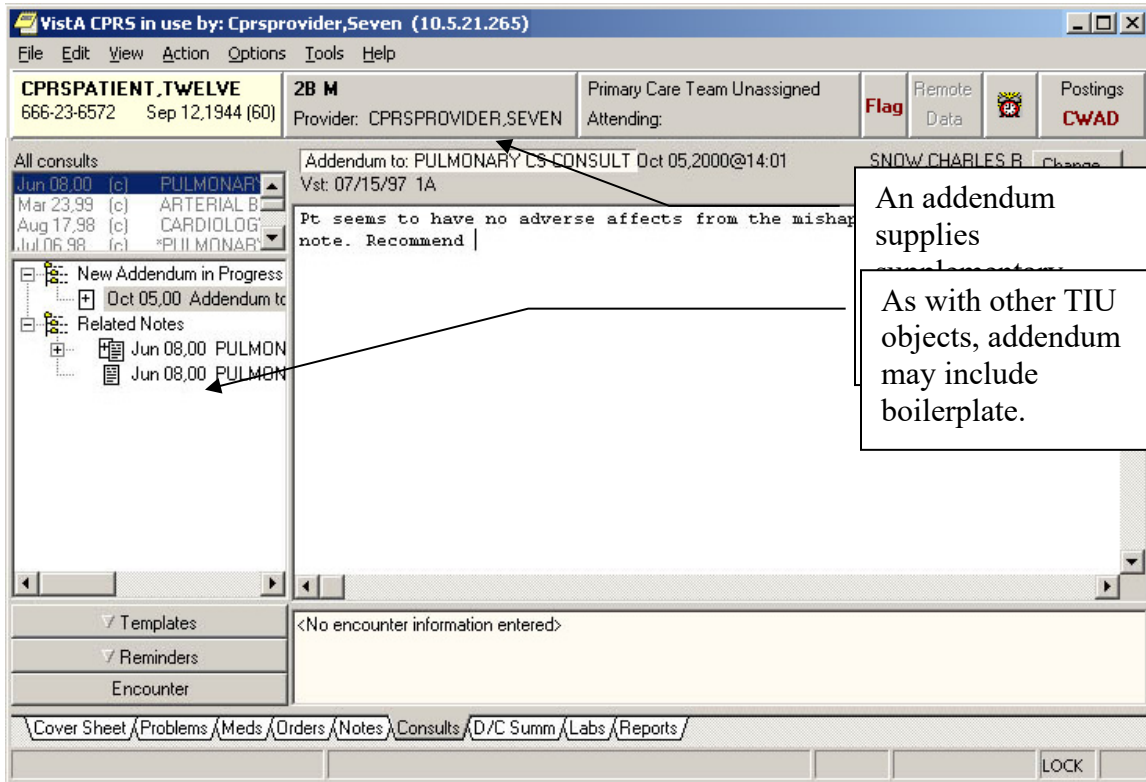 VistA CPRS in use by: Cprsprovider,Seven (10.5.21.265)
File Edit View Action Options Tools Help
CPRSPATIENT,TWELVE
666-23-6572 Sep 12,1944 (60)
2B M
Provider: CPRSPROVIDER,SEVEN
Primary Care Team Unassigned
Attending:
Flag
Remote
Data
Postings
CWAD
All consults
Jun 08,00 (c) PULMONARY
Mar 23,99 (c) ARTERIAL B
Aug 17,98 (c) CARDIOLOG
Jul 06,98 (c) *PULMONARY
Addendum to: PULMONARY CS CONSULT Oct 05,2000@14:01 SNOW,CHARLES R Change
Vst: 07/15/97 1A
Pt seems to have no adverse affects from the mishap
note. Recommend
An addendum
supplies
supplementary
As with other TIU
objects, addendum
may include
boilerplate.
New Addendum in Progress
Oct 05,00 Addendum to
Related Notes
Jun 08,00 PULMON
Jun 08,00 PULMON
Templates
Reminders
Encounter
<No encounter information entered>
Cover Sheet Problems Meds Orders Notes Consults D/C Summ Labs Reports
LOCK